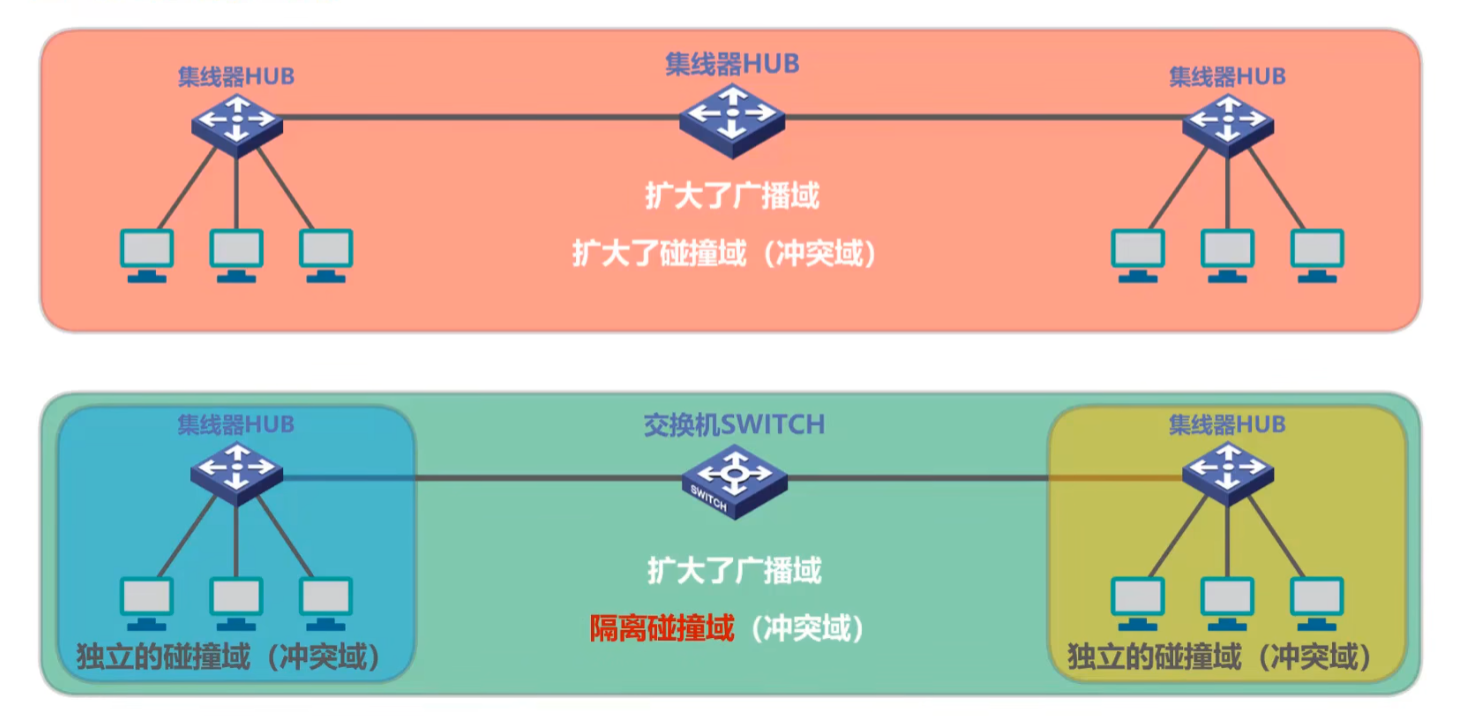 集线器HUB
集线器HUB
集线器HUB
扩大了广播域
扩大了碰撞域（冲突域）
集线器HUB
交换机SWITCH
集线器HUB
SWITCH
扩大了广播域
隔离碰撞域（冲突域）
独立的碰撞域（冲突域）
独立的碰撞域（冲突域）